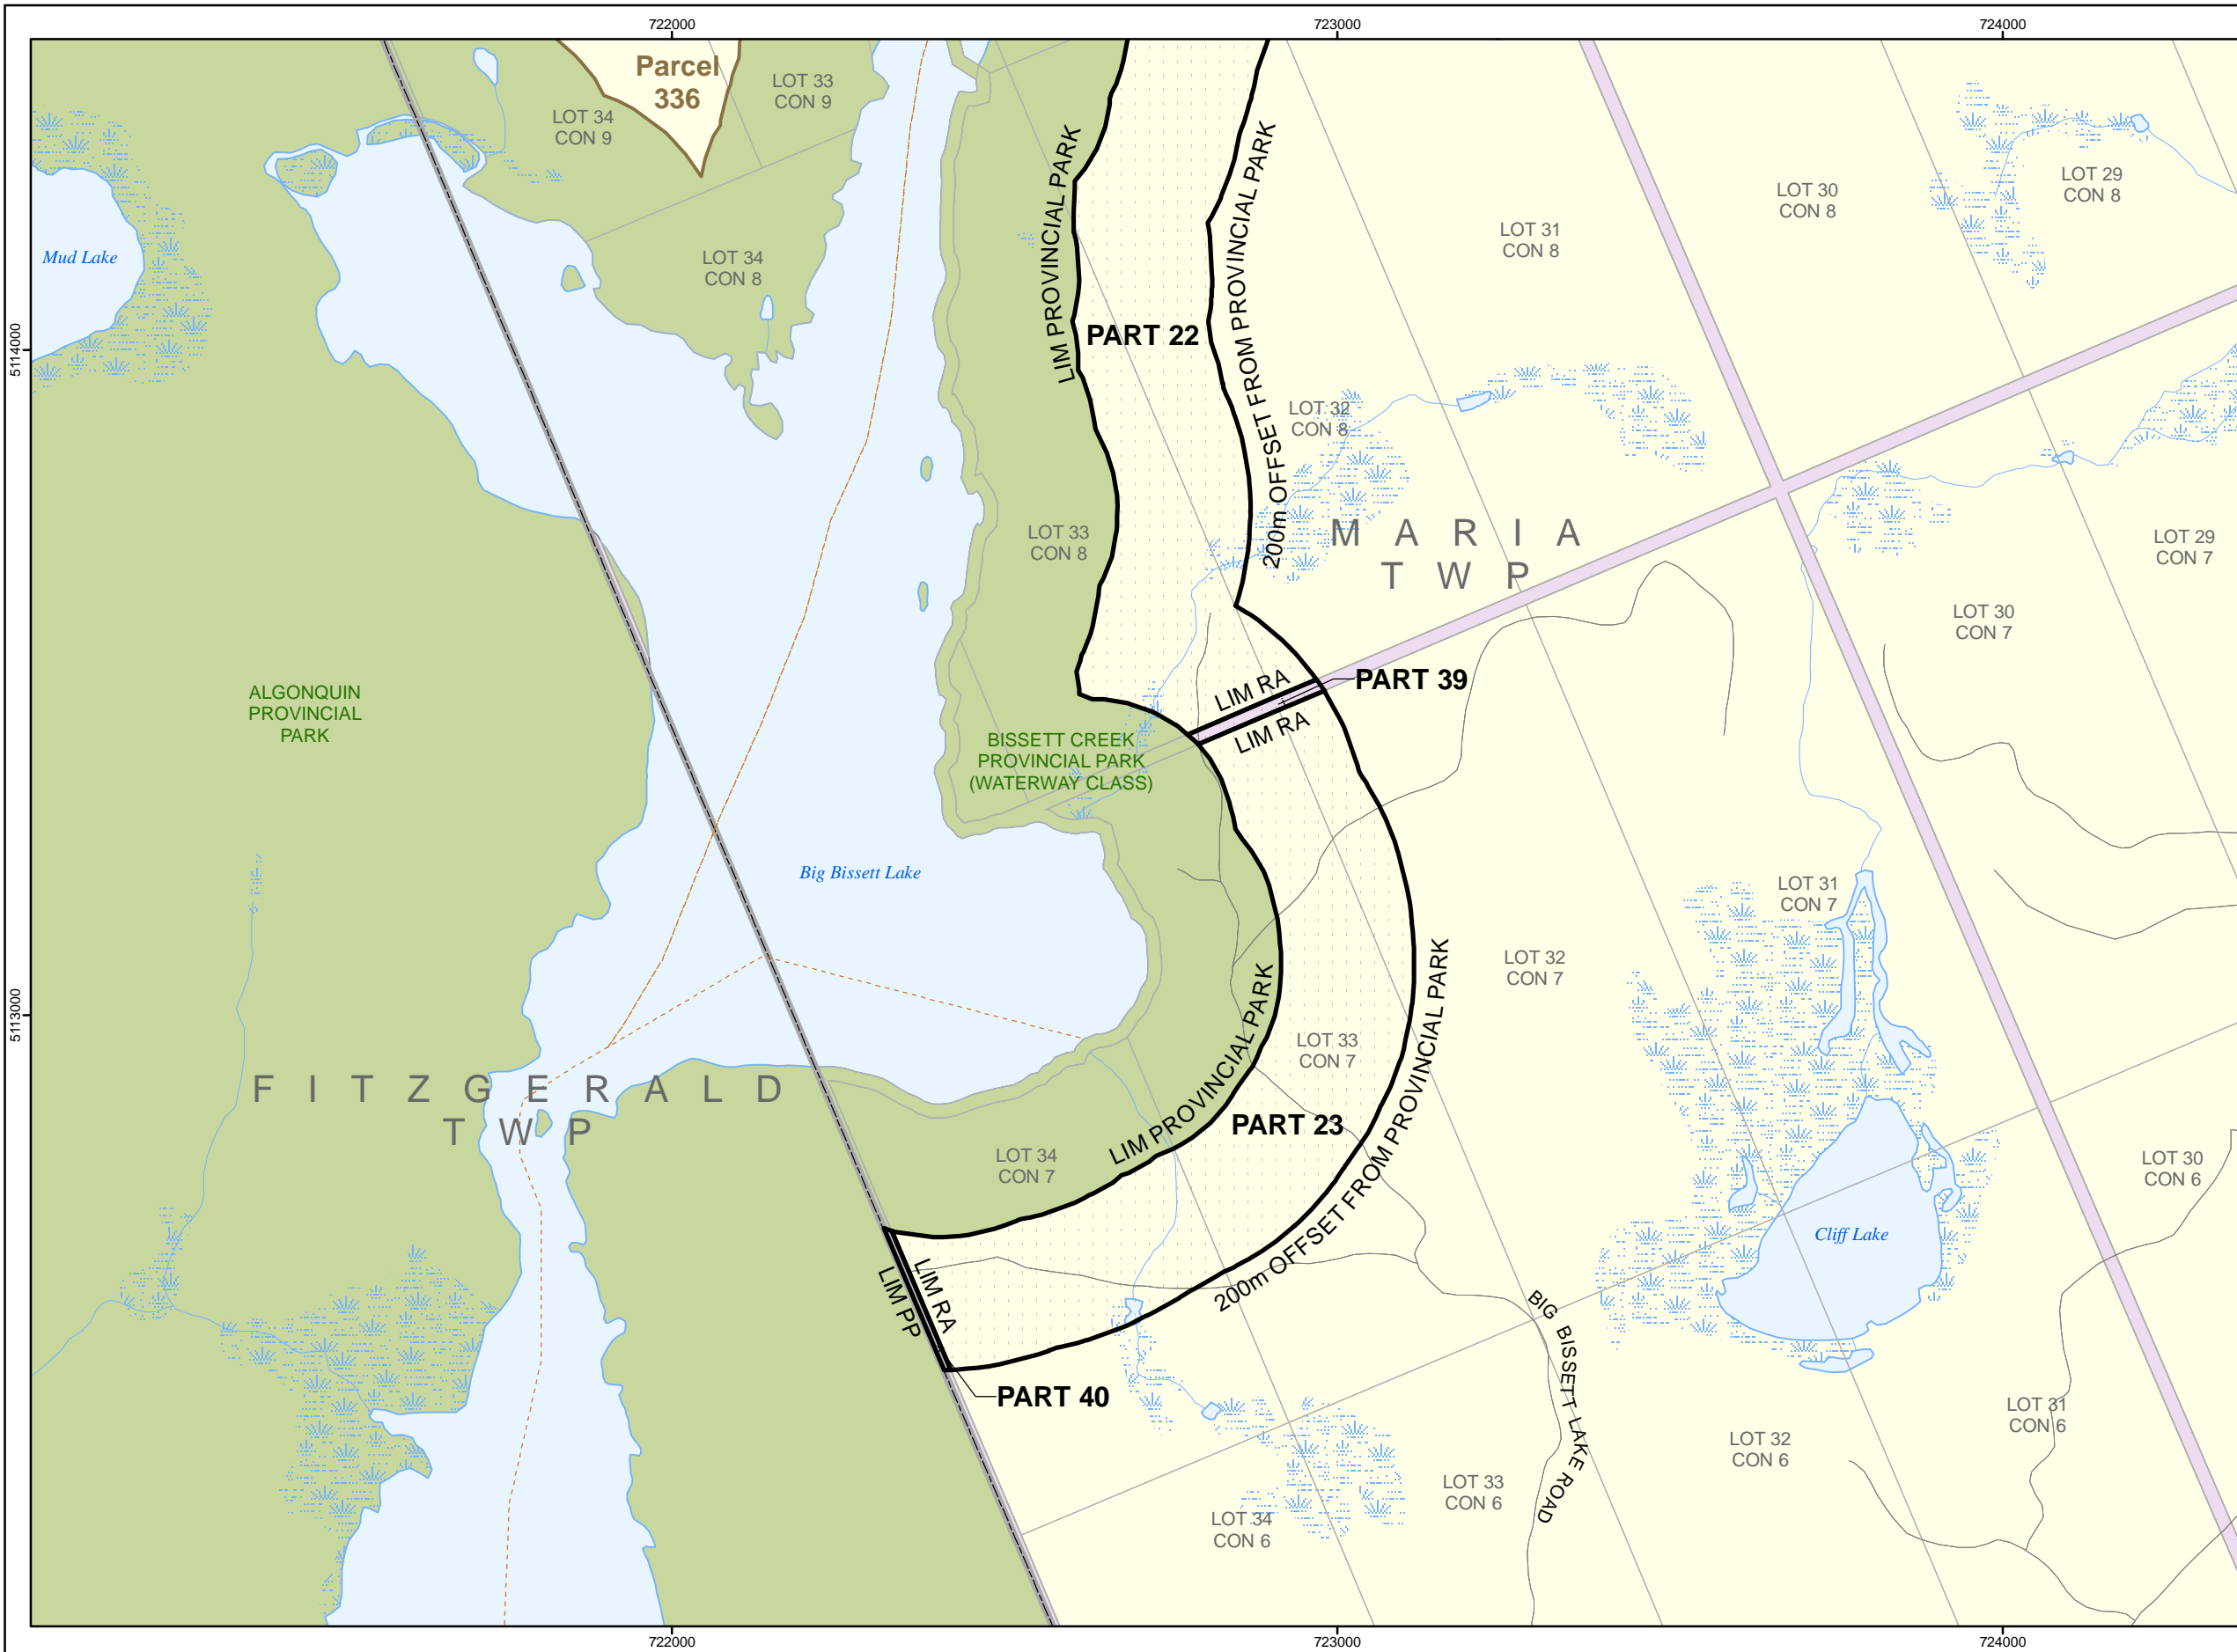 722000
723000
724000
Parcel
336
LOT 33
CON 9
LOT 34
CON 9
LIM PROVINCIAL PARK
200m OFFSET FROM PROVINCIAL PARK
LOT 29
CON 8
LOT 30
CON 8
LOT 31
CON 8
Mud Lake
LOT 34
CON 8
5114000
PART 22
LOT 32
CON 8
LOT 33
CON 8
MARIA
TWP
LOT 29
CON 7
LOT 30
CON 7
ALGONQUIN
PROVINCIAL
PARK
LIM RA
PART 39
LIM RA
BISSETT CREEK
PROVINCIAL PARK
(WATERWAY CLASS)
Big Bissett Lake
LOT 31
CON 7
LOT 32
CON 7
5113000
LIM PROVINCIAL PARK
200m OFFSET FROM PROVINCIAL PARK
LOT 33
CON 7
FITZGERALD
TWP
PART 23
LOT 34
CON 7
LOT 30
CON 6
Cliff Lake
LIM RA
LIM PP
BIG BISSETT LAKE ROAD
PART 40
LOT 31
CON 6
LOT 32
CON 6
LOT 33
CON 6
LOT 34
CON 6
722000
723000
724000